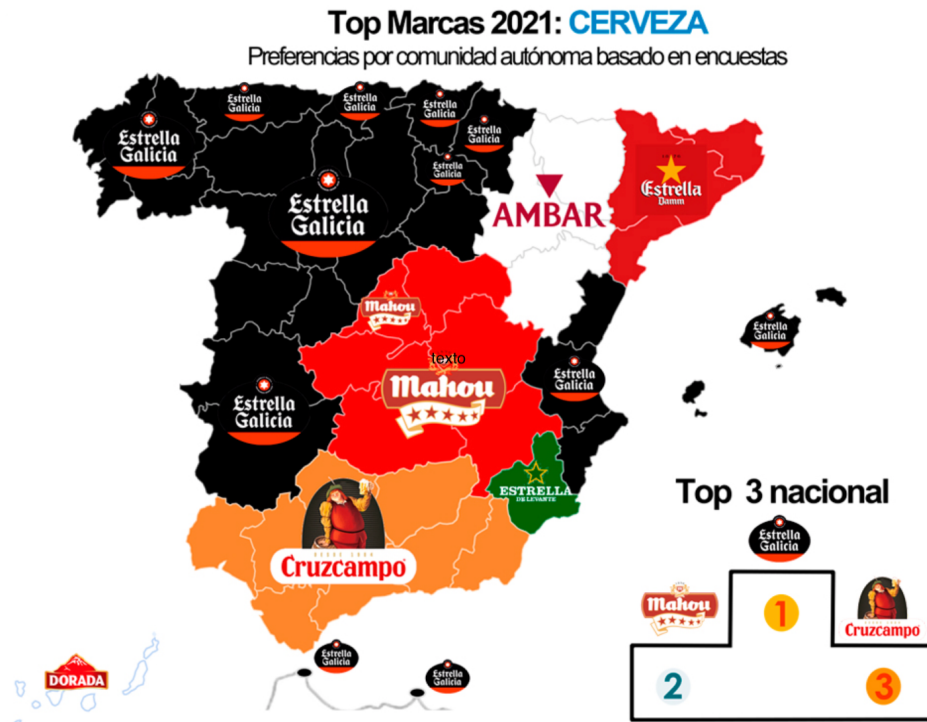 Top Marcas 2021: CERVEZA
Preferencias por comunidad autónoma basado en encuestas
Estrella
Galicia
Estrella
Galicia
Estrella
Galicia
Estrella
Galicia
Estrella
Galicia
Estrella
Galicia
Estrella
Galicia
AMBAR
Estrella
Damm
Mahou
texto
Mahou
Estrella
Galicia
Estrella
Galicia
Estrella
Galicia
ESTRELLA
DE LEVANTE
Cruzcampo
Estrella
Galicia
Estrella
Galicia
DORADA
Top 3 nacional
Estrella
Galicia
Mahou
1
Cruzcampo
2
3